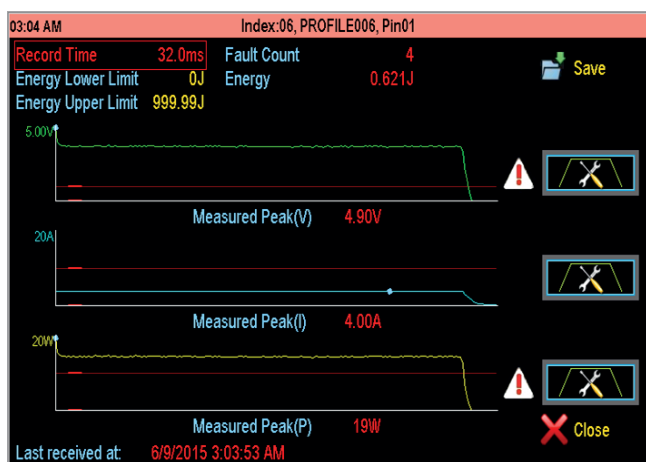 03:04 AM Index:06, PROFILE006, Pin01
Record Time 32.0ms Fault Count 4
Save
Energy Lower Limit 0J Energy 0.621J
Energy Upper Limit 999.99J
5.00V
Measured Peak(V) 4.90V
20A
Measured Peak(I) 4.00A
20W
Measured Peak(P) 19W
Close
Last received at: 6/9/2015 3:03:53 AM